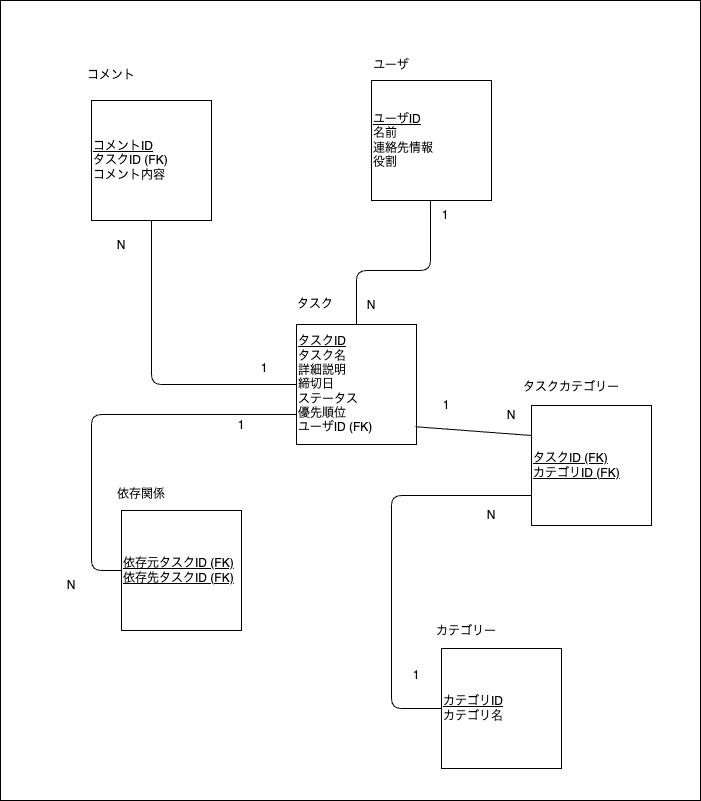 コメント
コメントID
タスクID (FK)
コメント内容
N
ユーザ
ユーザID
名前
連絡先情報
役割
1
N
タスク
タスクID
タスク名
詳細説明
締切日
ステータス
優先順位
ユーザID (FK)
1
1
1
N
タスクカテゴリー
タスクID (FK)
カテゴリID (FK)
N
依存関係
依存元タスクID (FK)
依存先タスクID (FK)
N
カテゴリー
カテゴリID
カテゴリ名
1